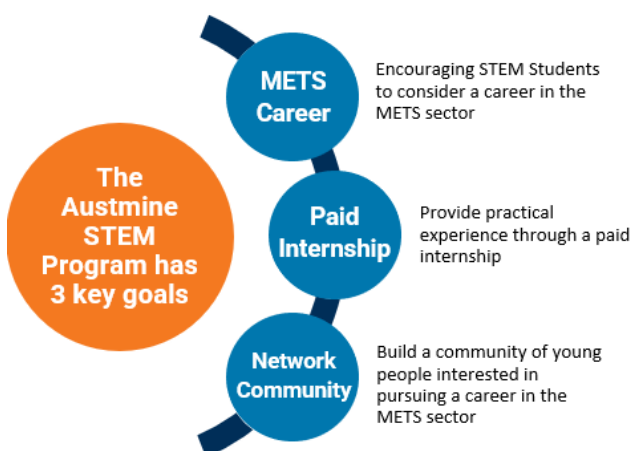 The
Austmine
STEM
Program has
3 key goals
METS
Career
Encouraging STEM Students
to consider a career in the
METS sector
Paid
Internship
Provide practical
experience through a paid
internship
Network
Community
Build a community of young
people interested in
pursuing a career in the
METS sector